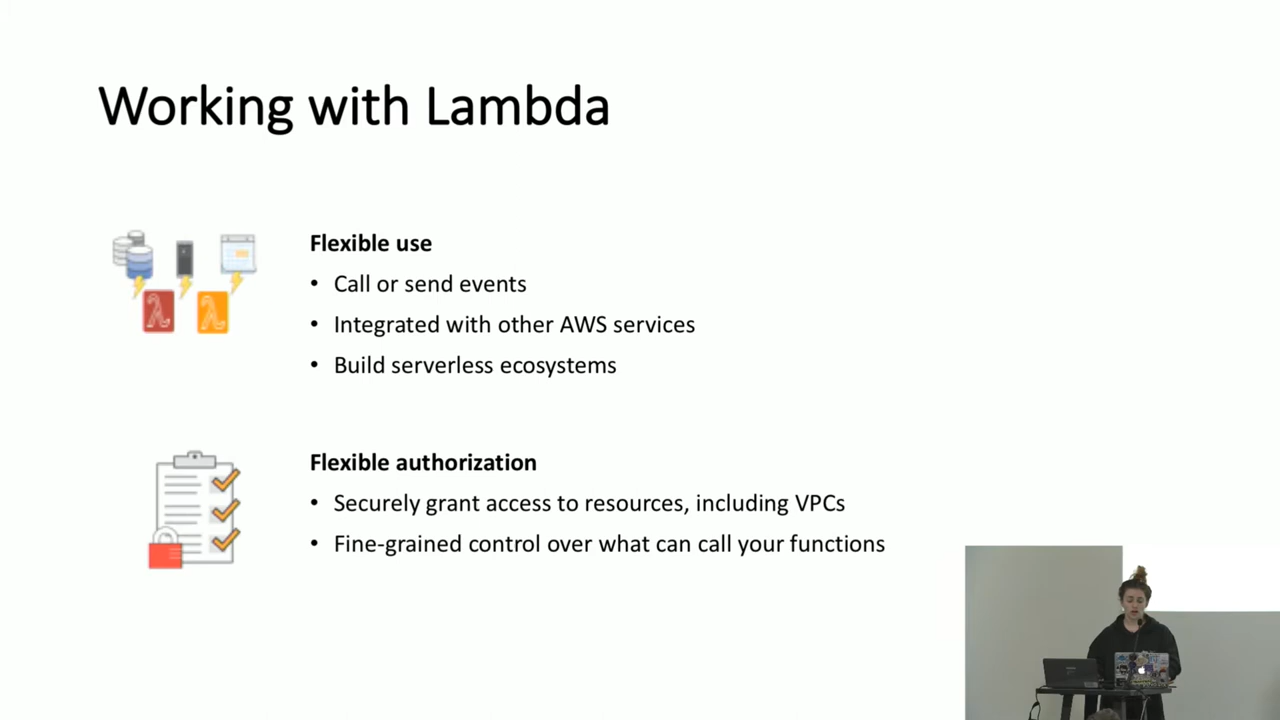 Working with Lambda
Flexible use
• Call or send events
• Integrated with other AWS services
• Build serverless ecosystems
Flexible authorization
• Securely grant access to resources, including VPCs
• Fine-grained control over what can call your functions